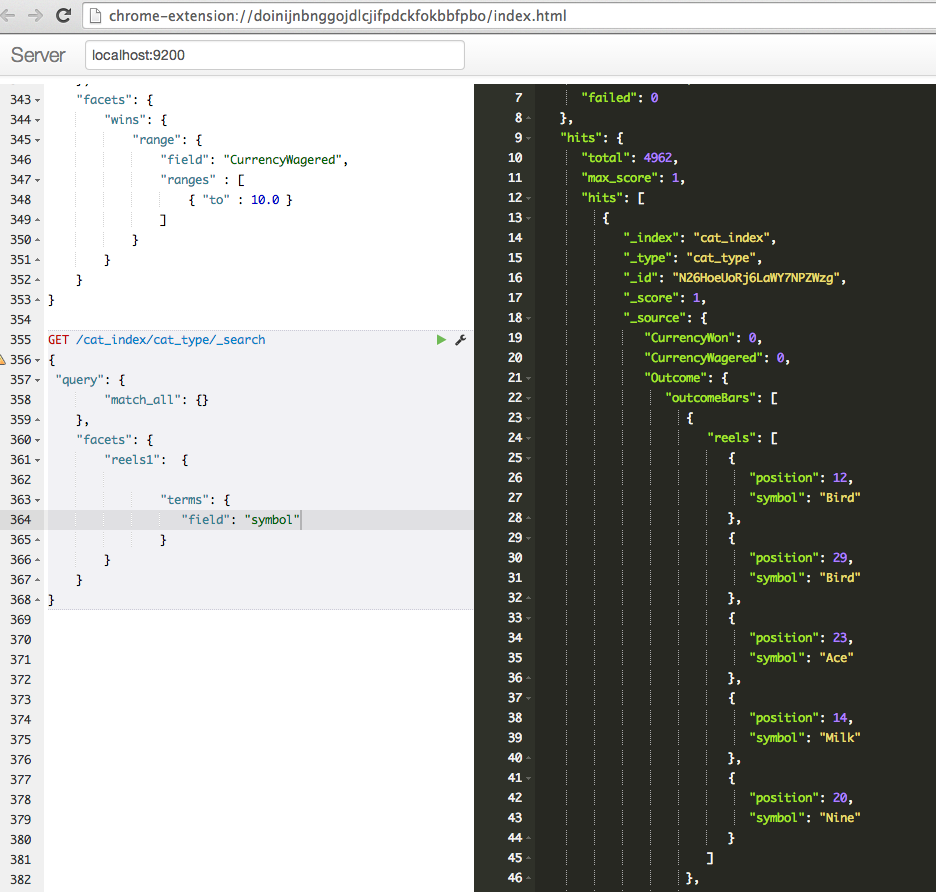 chrome-extension://doinijnbnggojdlcjifpdckfokbbfpbo/index.html
Server localhost:9200
343 "facets": {
344 "wins": {
345 "range": {
346 "field": "CurrencyWagered",
347 "ranges" : [
348 { "to" : 10.0 }
349 ]
350 }
351 }
352 }
353 }
354
355 GET /cat_index/cat_type/_search
356 {
357 "query": {
358 "match_all": {}
359 },
360 "facets": {
361 "reels1":  {
362
363 "terms": {
364 "field": "symbol"
365 }
366 }
367 }
368 }
369
370
371
372
373
374
375
376
377
378
379
380
381
382
7 "failed": 0
8 },
9 "hits": {
10 "total": 4962,
11 "max_score": 1,
12 "hits": [
13 {
14 "_index": "cat_index",
15 "_type": "cat_type",
16 "_id": "N26HoeUoRj6LaWY7NPZWzg",
17 "_score": 1,
18 "_source": {
19 "CurrencyWon": 0,
20 "CurrencyWagered": 0,
21 "Outcome": {
22 "outcomeBars": [
23 {
24 "reels": [
25 {
26 "position": 12,
27 "symbol": "Bird"
28 },
29 {
30 "position": 29,
31 "symbol": "Bird"
32 },
33 {
34 "position": 23,
35 "symbol": "Ace"
36 },
37 {
38 "position": 14,
39 "symbol": "Milk"
40 },
41 {
42 "position": 20,
43 "symbol": "Nine"
44 }
45 ]
46 },